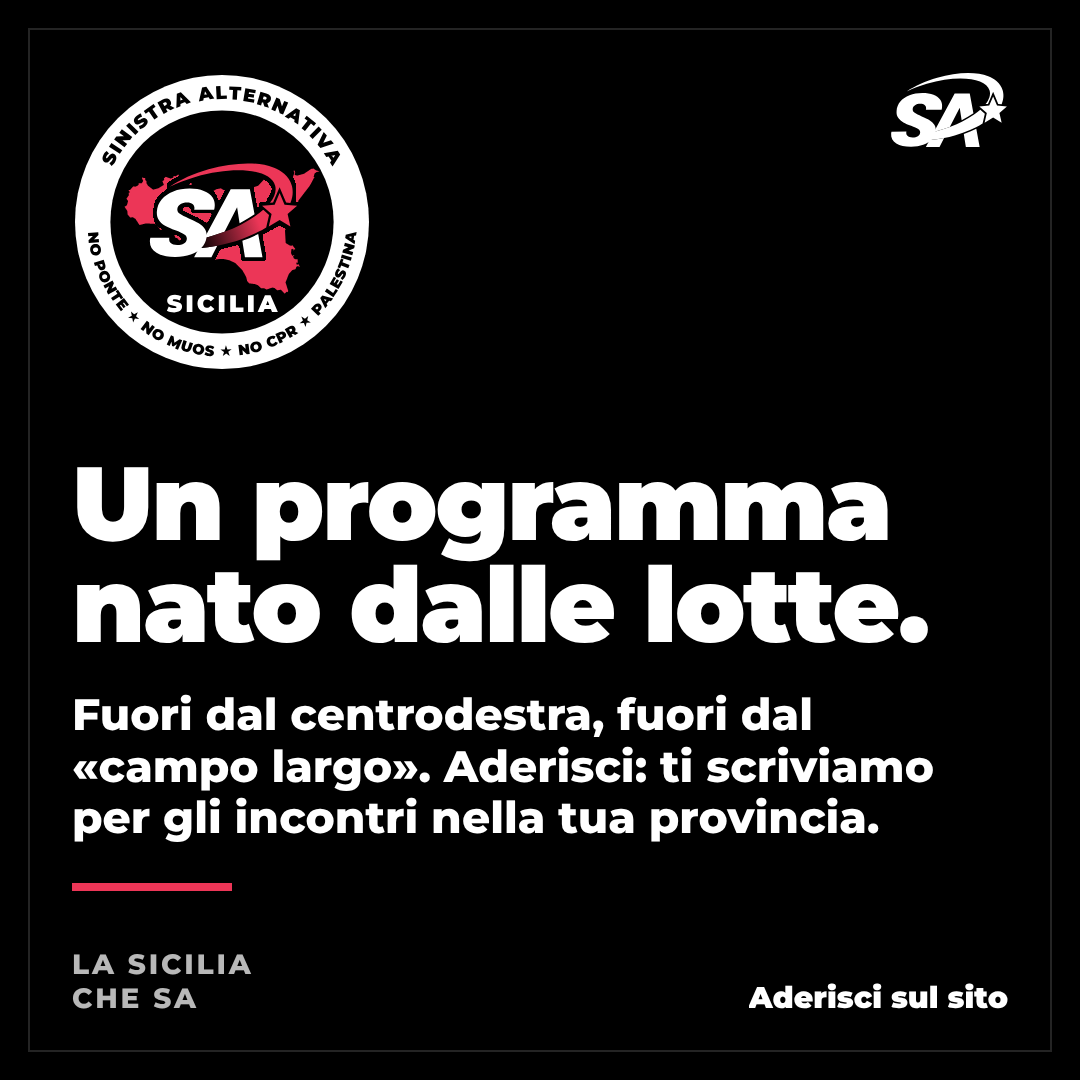 SINISTRA ALTERNATIVA
SA
SICILIA
NO PONTE ★ NO MUOS ★ NO CPR ★ PALESTINA
SA
Un programma
nato dalle lotte.
Fuori dal centrodestra, fuori dal
«campo largo». Aderisci: ti scriviamo
per gli incontri nella tua provincia.
LA SICILIA
CHE SA
Aderisci sul sito